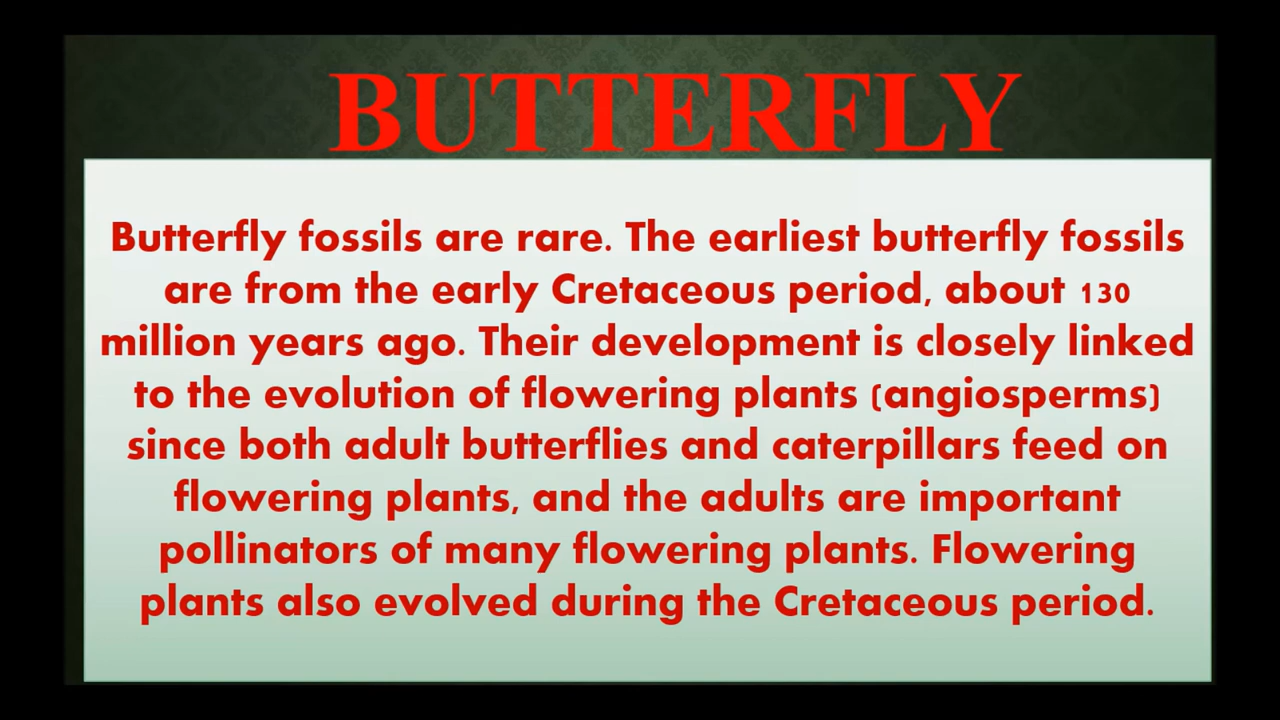 BUTTERFLY
Butterfly fossils are rare. The earliest butterfly fossils
are from the early Cretaceous period, about 130
million years ago. Their development is closely linked
to the evolution of flowering plants (angiosperms)
since both adult butterflies and caterpillars feed on
flowering plants, and the adults are important
pollinators of many flowering plants. Flowering
plants also evolved during the Cretaceous period.